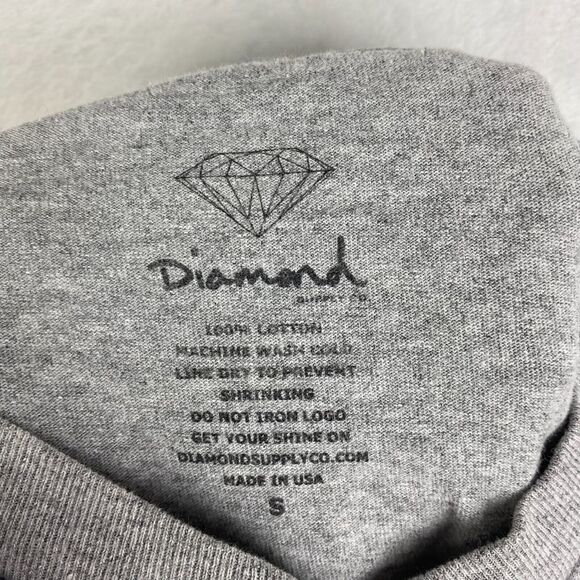 Diamond
SUPPLY CO
100% COTTON
MACHINE WASH COLD
LINE DRY TO PREVENT
SHRINKING
DO NOT IRON LOGO
GET YOUR SHINE ON
DIAMONDSUPPLYCO.COM
MADE IN USA
S